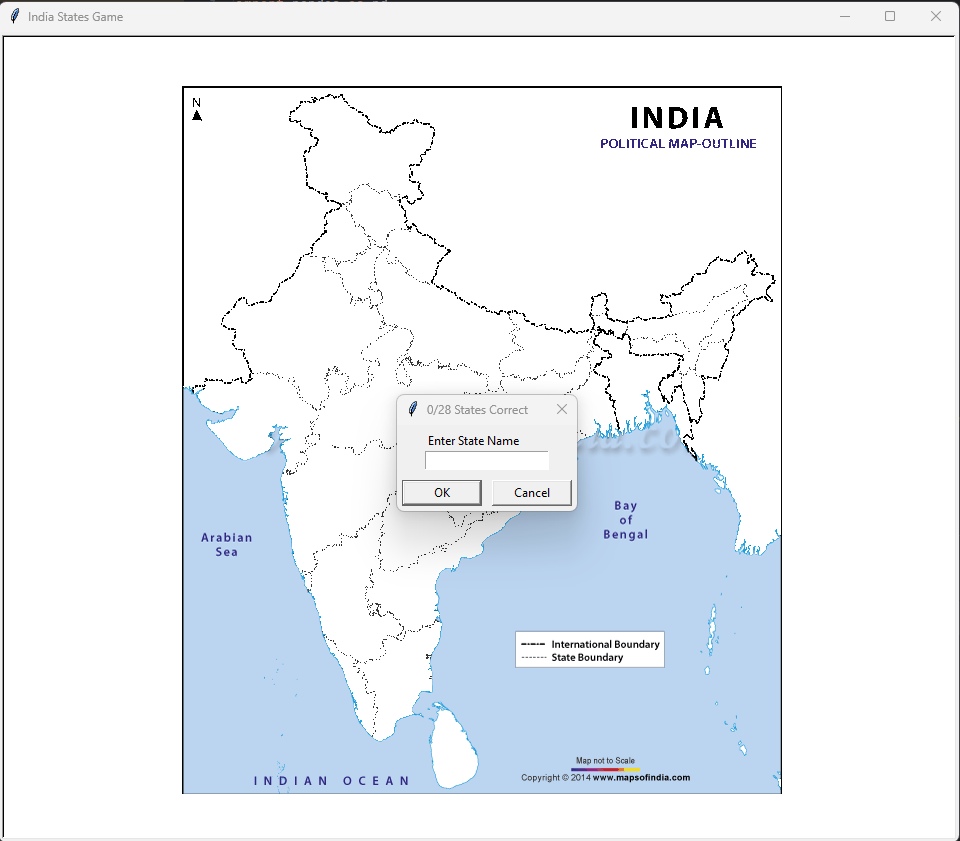 India States Game
N
INDIA
POLITICAL MAP-OUTLINE
0/28 States Correct
Enter State Name
OK
Cancel
Arabian
Sea
Bay
of
Bengal
International Boundary
State Boundary
Map not to Scale
Copyright © 2014 www.mapsofindia.com
INDIAN OCEAN